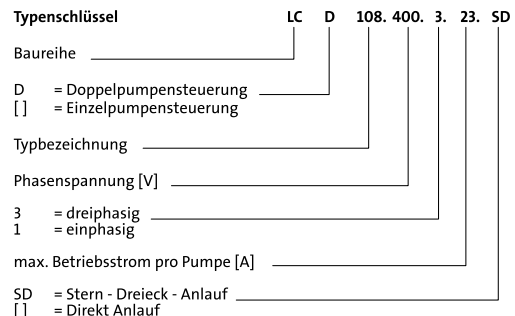 Typenschlüssel LC D 108. 400. 3. 23. SD
Baureihe
D = Doppelpumpensteuerung
[ ] = Einzelpumpensteuerung
Typbezeichnung
Phasenspannung [V]
3 = dreiphasig
1 = einphasig
max. Betriebsstrom pro Pumpe [A]
SD = Stern - Dreieck - Anlauf
[ ] = Direkt Anlauf